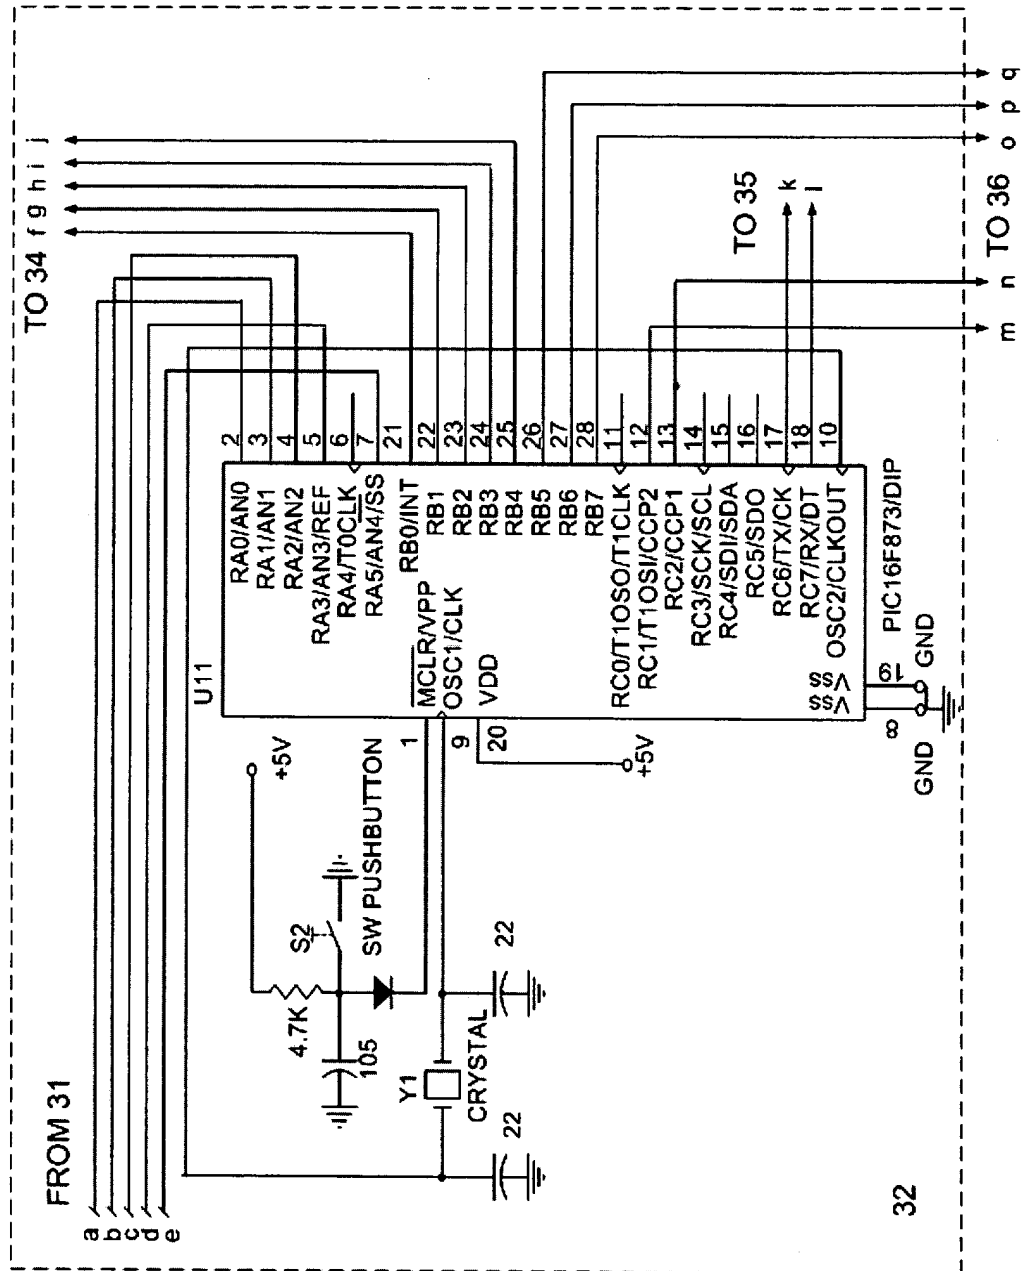 FROM 31
a
b
c
d
e
TO 34
f
g
h
i
j
U11
2
RA0/AN0
3
RA1/AN1
4
RA2/AN2
5
RA3/AN3/REF
6
RA4/T0CLK
7
RA5/AN4/SS
21
RB0/INT
22
RB1
23
RB2
24
RB3
25
RB4
26
RB5
27
RB6
28
RB7
11
RC0/T1OSO/T1CLK
12
RC1/T1OSI/CCP2
13
RC2/CCP1
14
RC3/SCK/SCL
15
RC4/SDI/SDA
16
RC5/SDO
17
RC6/TX/CK
18
RC7/RX/DT
10
OSC2/CLKOUT
1
MCLR/VPP
9
OSC1/CLK
20
VDD
+5V
VSS
VSS
19
8
GND
GND
PIC16F873/DIP
+5V
4.7K
S2
SW PUSHBUTTON
105
Y1
CRYSTAL
22
22
TO 35
k
l
TO 36
m
n
o
p
q
32